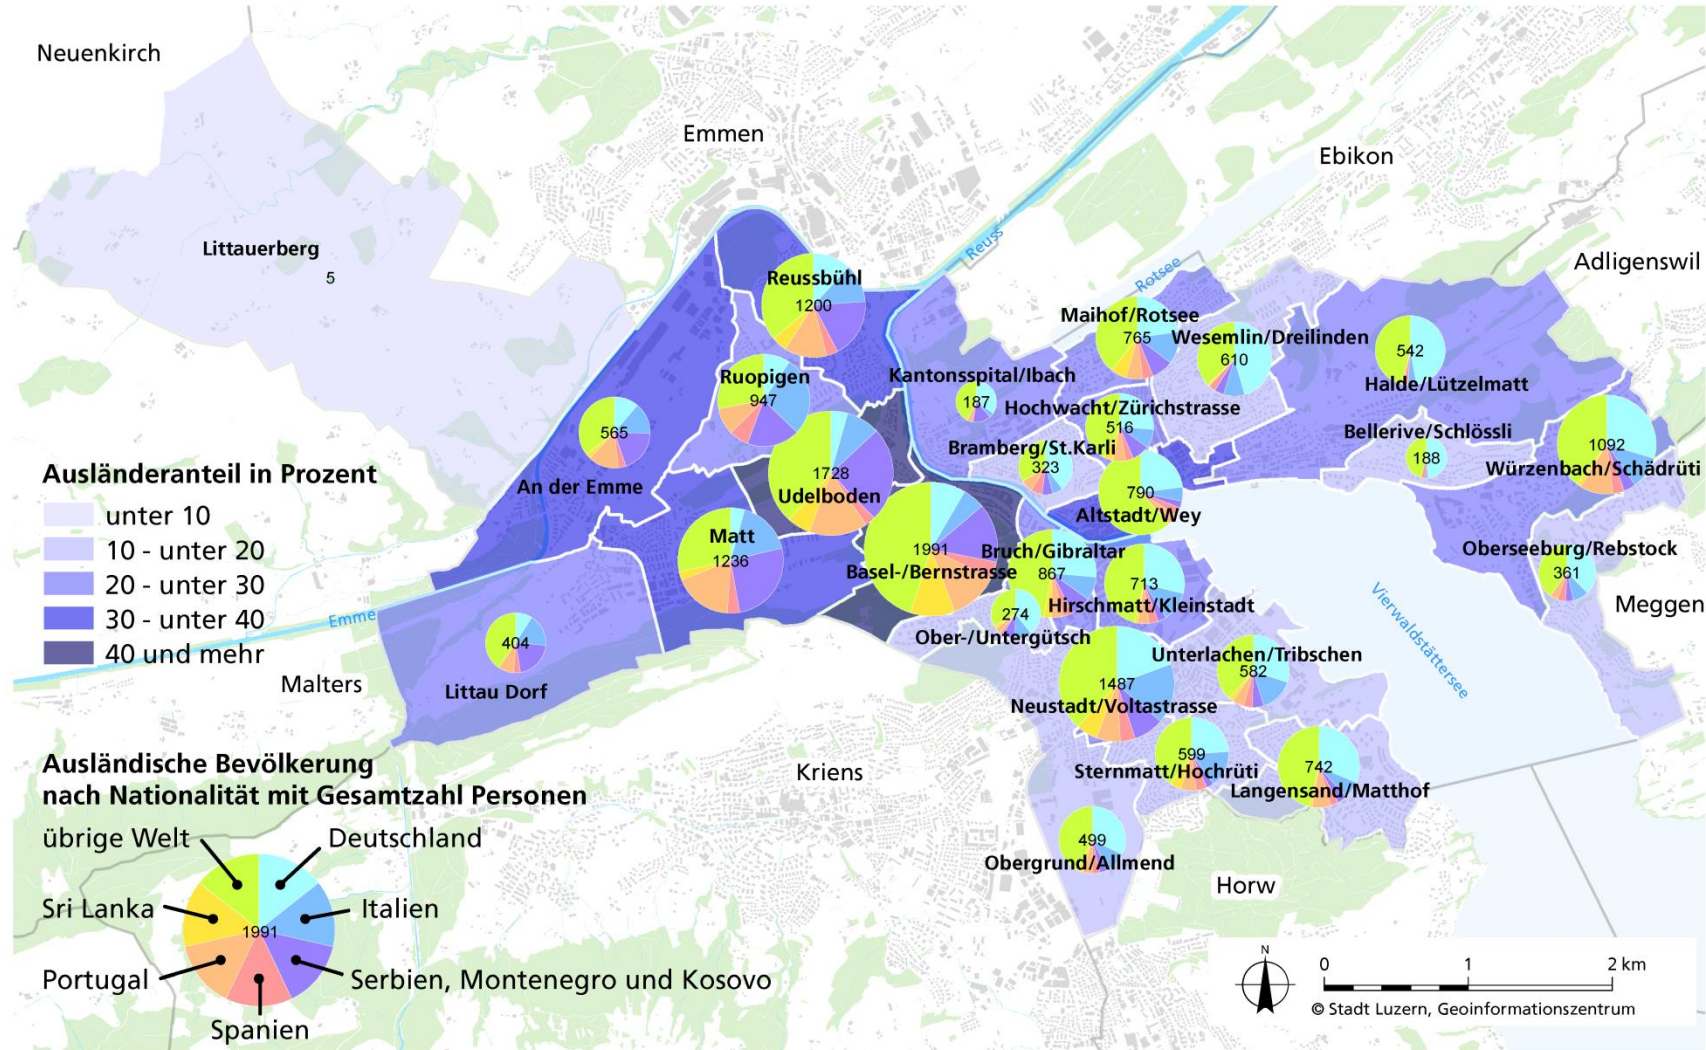 Neuenkirch
Emmen
Ebikon
Adligenswil
Reuss
Rotsee
Littauerberg
5
Reussbühl
1200
Maihof/Rotsee
765
Wesemlin/Dreilinden
610
542
Halde/Lützelmatt
Ruopigen
947
Kantonsspital/Ibach
187
Hochwacht/Zürichstrasse
516
Bramberg/St.Karli
323
Bellerive/Schlössli
188
1092
Würzenbach/Schädrüti
565
An der Emme
1728
Udelboden
790
Altstadt/Wey
Matt
1236
1991
Basel-/Bernstrasse
Bruch/Gibraltar
867
713
Hirschmatt/Kleinstadt
274
Ober-/Untergütsch
Oberseeburg/Rebstock
361
Meggen
Vierwaldstättersee
Emme
Malters
404
Littau Dorf
Unterlachen/Tribschen
582
1487
Neustadt/Voltastrasse
599
Sternmatt/Hochrüti
742
Langensand/Matthof
Kriens
499
Obergrund/Allmend
Horw
Ausländeranteil in Prozent
unter 10
10 - unter 20
20 - unter 30
30 - unter 40
40 und mehr
Ausländische Bevölkerung
nach Nationalität mit Gesamtzahl Personen
übrige Welt
Deutschland
Sri Lanka
Italien
1991
Portugal
Serbien, Montenegro und Kosovo
Spanien
N
0 1 2 km
© Stadt Luzern, Geoinformationszentrum